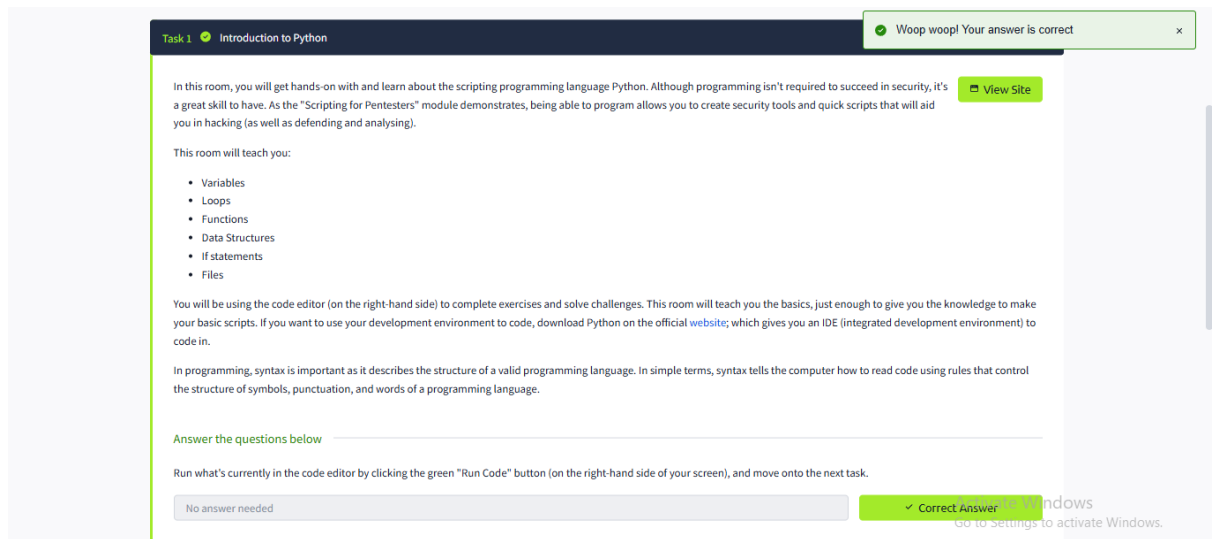 Task 1 Introduction to Python
Woop woop! Your answer is correct ×
In this room, you will get hands-on with and learn about the scripting programming language Python. Although programming isn't required to succeed in security, it's
a great skill to have. As the "Scripting for Pentesters" module demonstrates, being able to program allows you to create security tools and quick scripts that will aid
you in hacking (as well as defending and analysing).
View Site
This room will teach you:
• Variables
• Loops
• Functions
• Data Structures
• If statements
• Files
You will be using the code editor (on the right-hand side) to complete exercises and solve challenges. This room will teach you the basics, just enough to give you the knowledge to make
your basic scripts. If you want to use your development environment to code, download Python on the official website; which gives you an IDE (integrated development environment) to
code in.
In programming, syntax is important as it describes the structure of a valid programming language. In simple terms, syntax tells the computer how to read code using rules that control
the structure of symbols, punctuation, and words of a programming language.
Answer the questions below
Run what's currently in the code editor by clicking the green "Run Code" button (on the right-hand side of your screen), and move onto the next task.
No answer needed
Correct Answer
Activate Windows
Go to Settings to activate Windows.